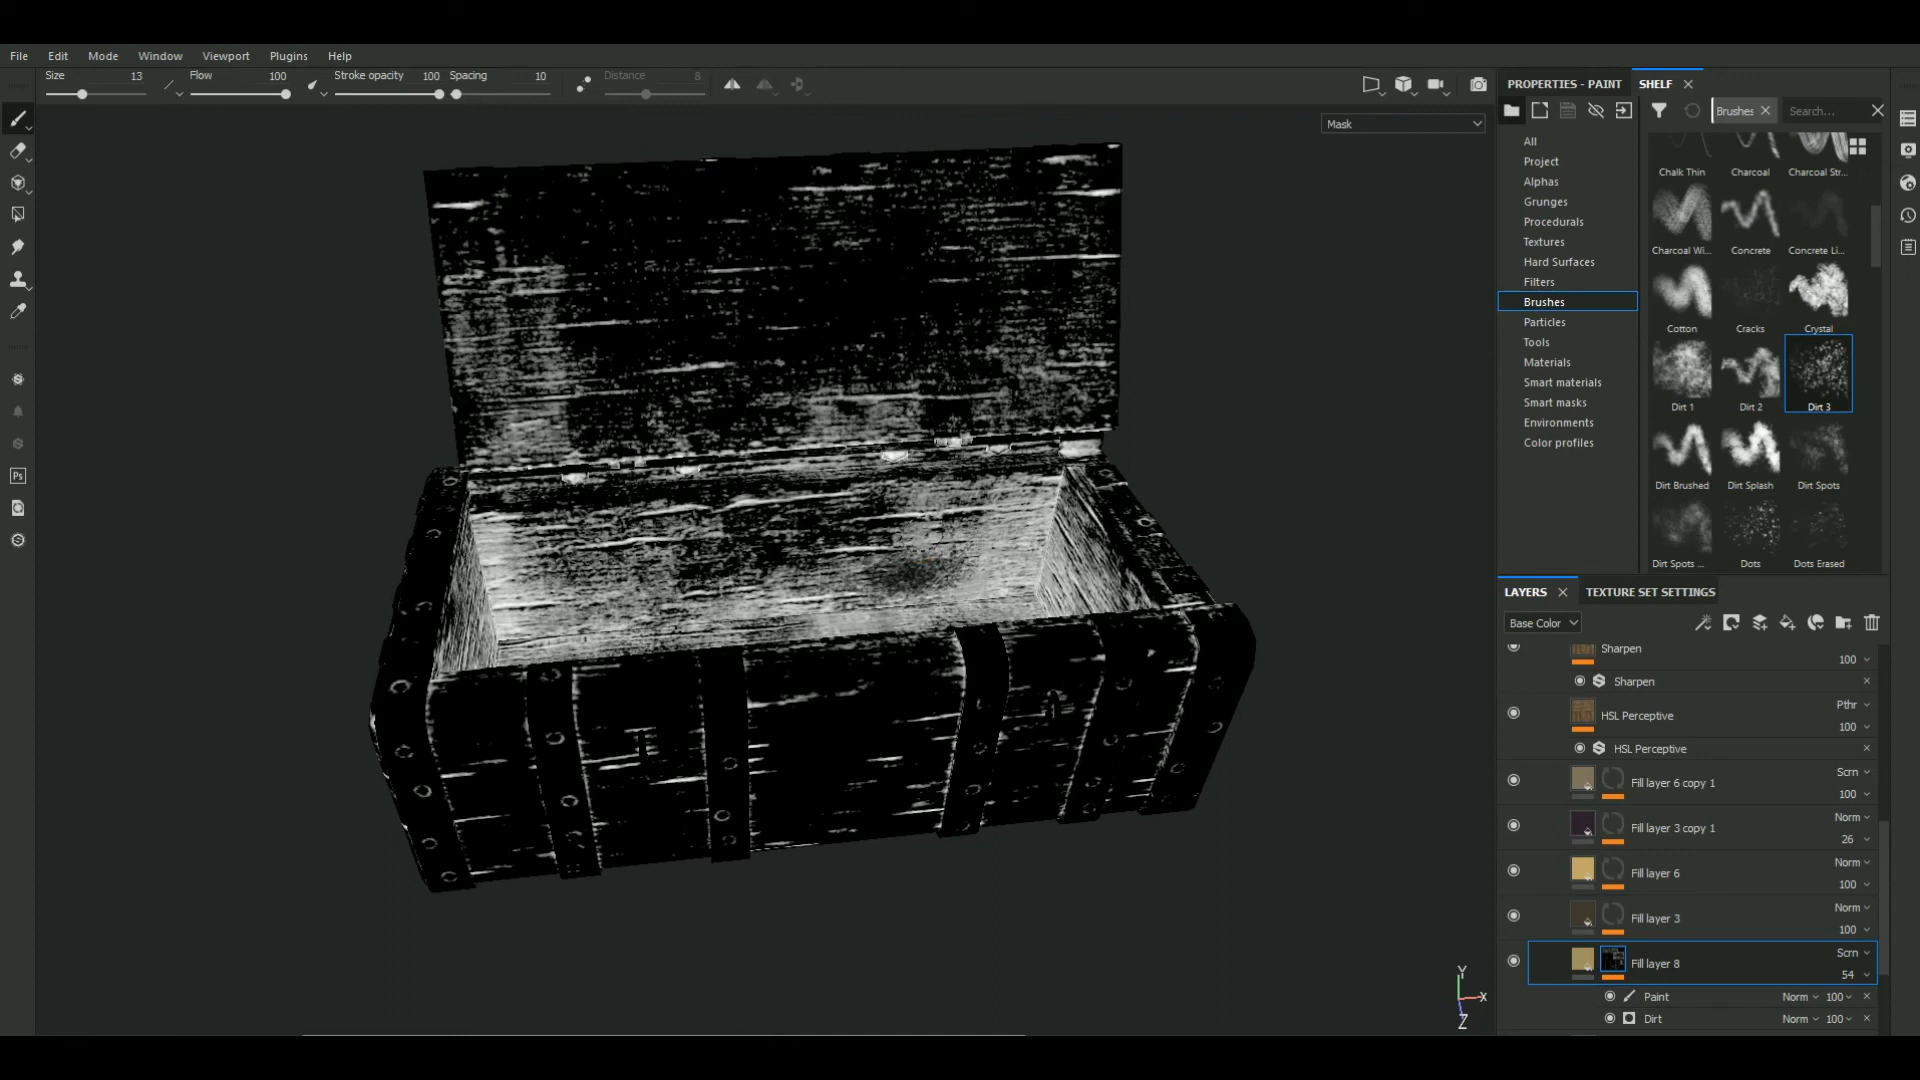 File Edit Mode Window Viewport Plugins Help
Size 13 Flow 100 Stroke opacity 100 Spacing 10 Distance 8
PROPERTIES - PAINT SHELF
Brushes Search...
Mask
All
Project
Alphas
Grunges
Procedurals
Textures
Hard Surfaces
Filters
Brushes
Particles
Tools
Materials
Smart materials
Smart masks
Environments
Color profiles
Chalk Thin Charcoal Charcoal Str...
Charcoal Wi... Concrete Concrete Li...
Cotton Cracks Crystal
Dirt 1 Dirt 2 Dirt 3
Dirt Brushed Dirt Splash Dirt Spots
Dirt Spots ... Dots Dots Erased
LAYERS TEXTURE SET SETTINGS
Base Color
Sharpen 100
Sharpen
HSL Perceptive Pthr 100
HSL Perceptive
Fill layer 6 copy 1 Scrn 100
Fill layer 3 copy 1 Norm 26
Fill layer 6 Norm 100
Fill layer 3 Norm 100
Fill layer 8 Scrn 54
Paint Norm 100
Dirt Norm 100
Ps
Y
X
Z